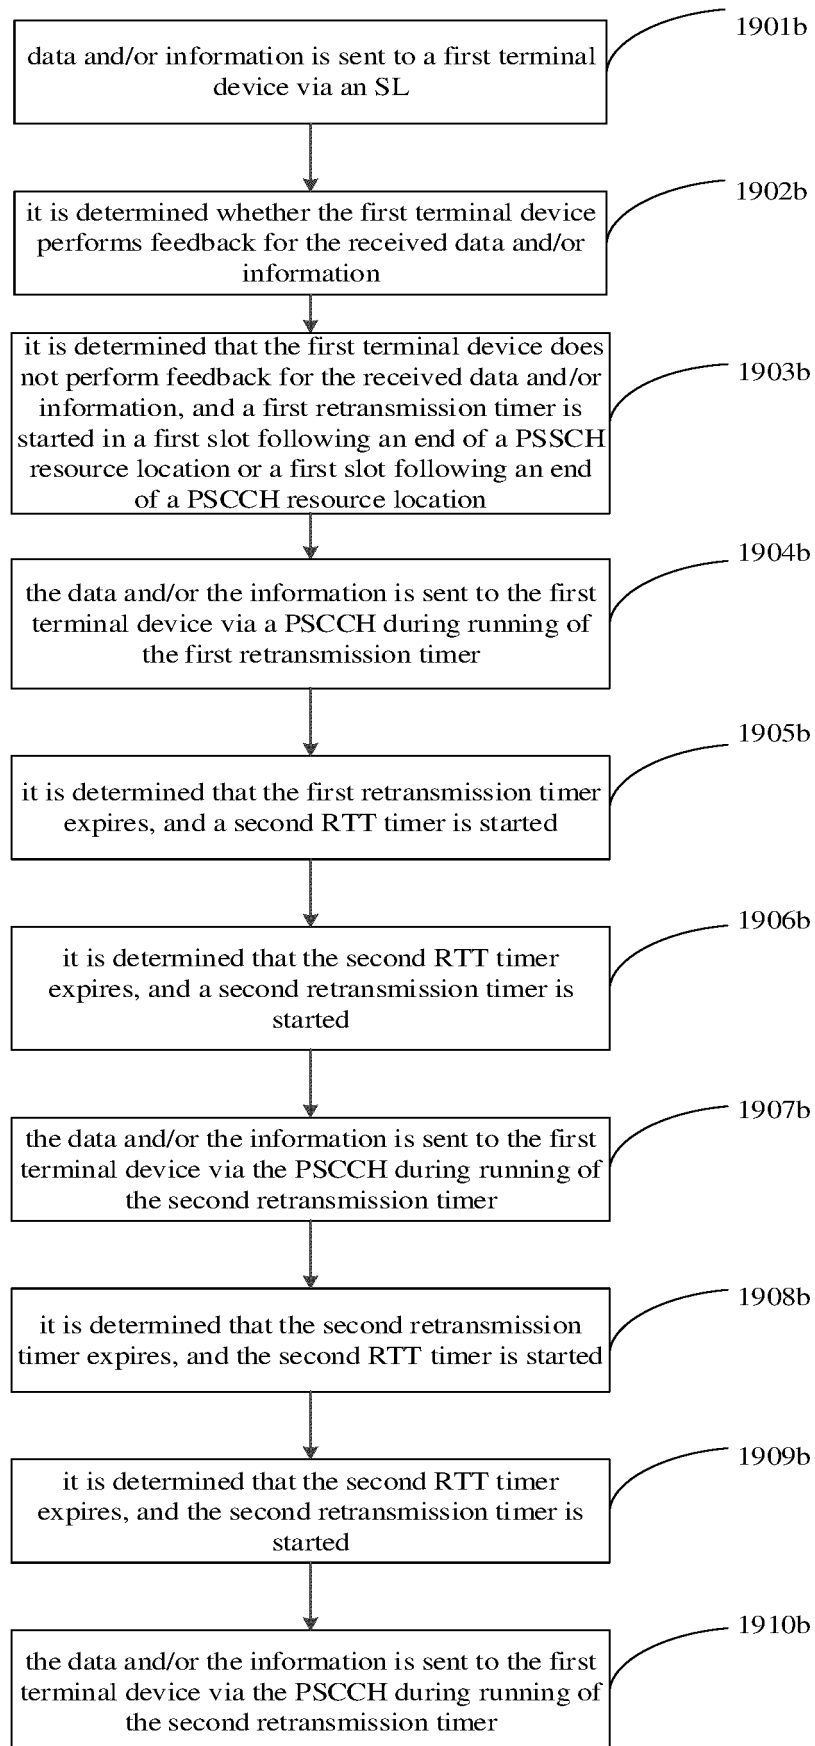 data and/or information is sent to a first terminal
device via an SL
1901b
it is determined whether the first terminal device
performs feedback for the received data and/or
information
1902b
it is determined that the first terminal device does
not perform feedback for the received data and/or
information, and a first retransmission timer is
started in a first slot following an end of a PSSCH
resource location or a first slot following an end
of a PSCCH resource location
1903b
the data and/or the information is sent to the first
terminal device via a PSCCH during running of
the first retransmission timer
1904b
it is determined that the first retransmission timer
expires, and a second RTT timer is started
1905b
it is determined that the second RTT timer
expires, and a second retransmission timer is
started
1906b
the data and/or the information is sent to the first
terminal device via the PSCCH during running of
the second retransmission timer
1907b
it is determined that the second retransmission
timer expires, and the second RTT timer is started
1908b
it is determined that the second RTT timer
expires, and the second retransmission timer is
started
1909b
the data and/or the information is sent to the first
terminal device via the PSCCH during running of
the second retransmission timer
1910b